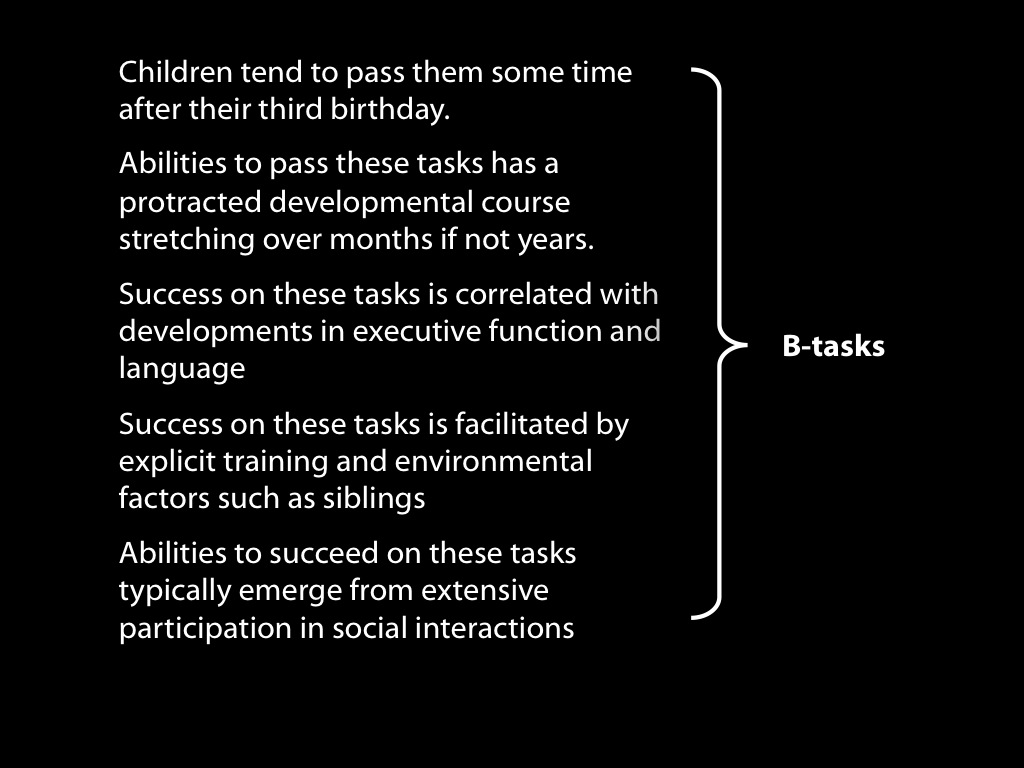 Children tend to pass them some time
after their third birthday.
Abilities to pass these tasks has a
protracted developmental course
stretching over months if not years.
Success on these tasks is correlated with
developments in executive function and
language
Success on these tasks is facilitated by
explicit training and environmental
factors such as siblings
Abilities to succeed on these tasks
typically emerge from extensive
participation in social interactions
B-tasks